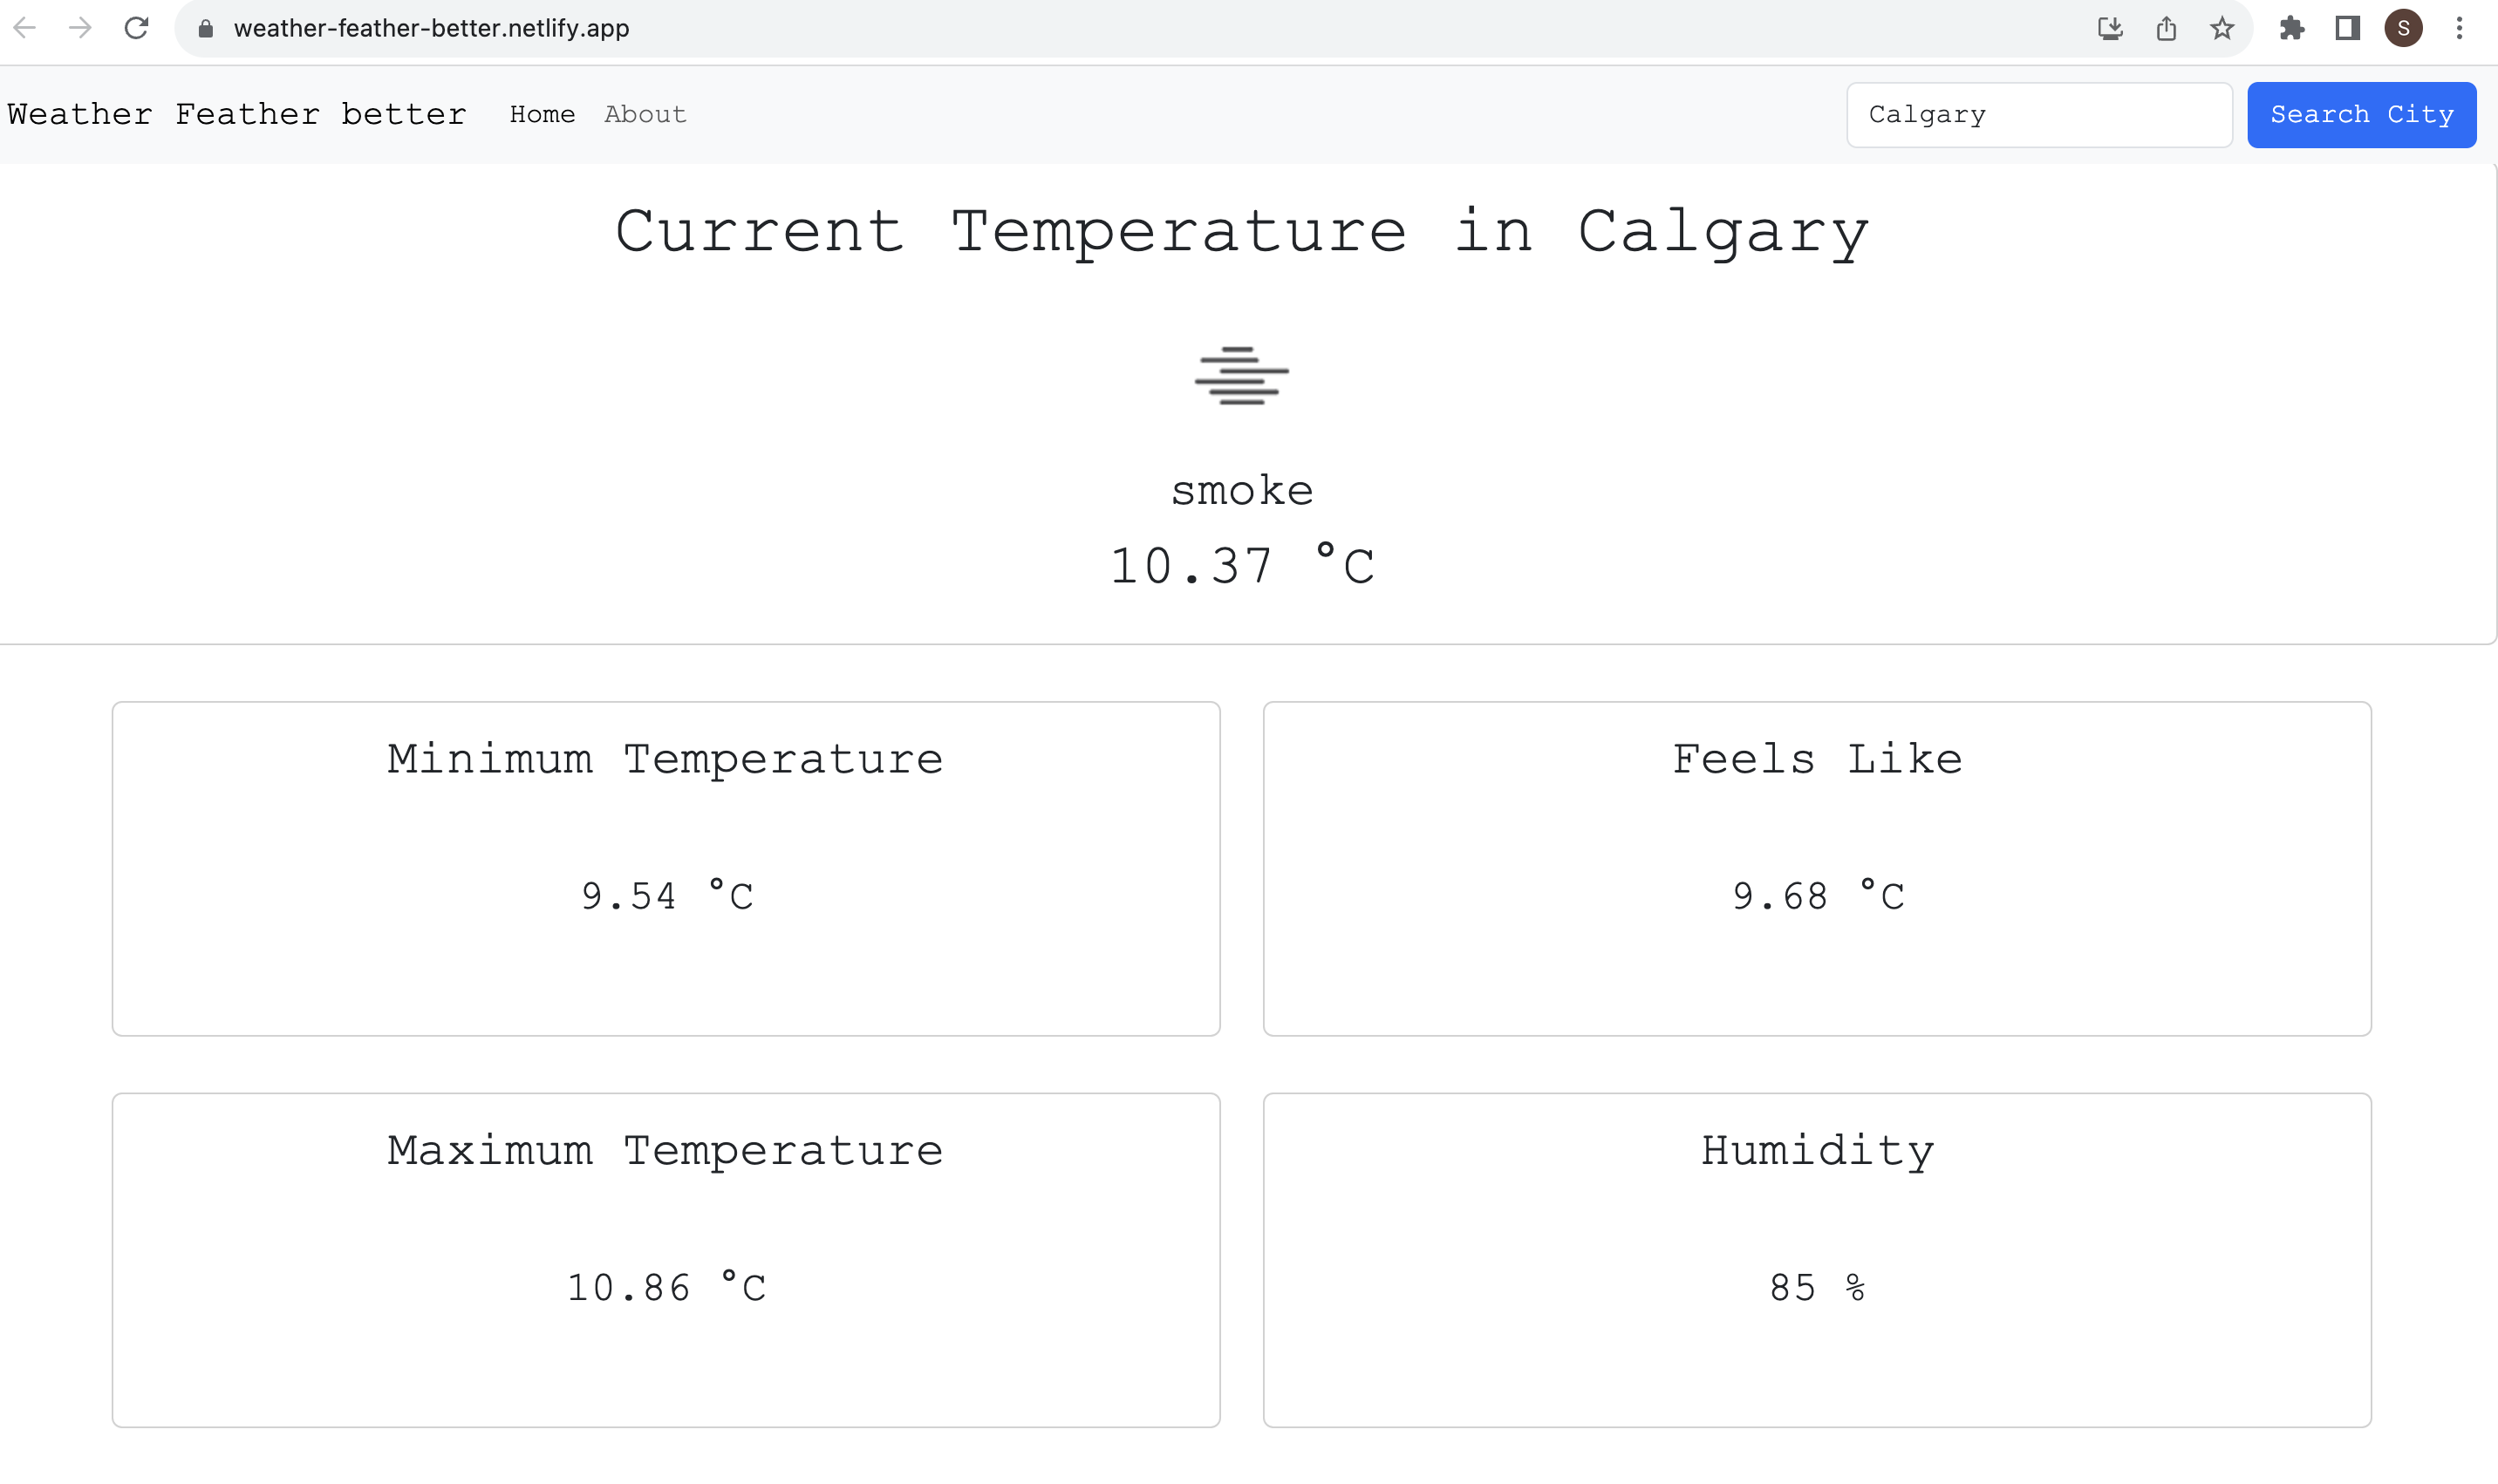 weather-feather-better.netlify.app
S
Weather Feather better Home About Calgary Search City
Current Temperature in Calgary
smoke
10.37 °C
Minimum Temperature
9.54 °C
Feels Like
9.68 °C
Maximum Temperature
10.86 °C
Humidity
85 %